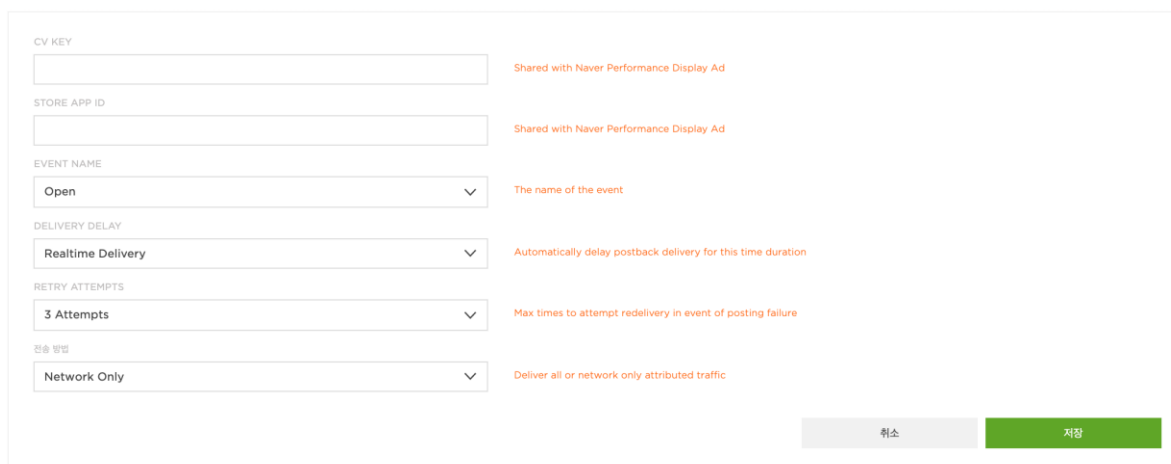 CV KEY
Shared with Naver Performance Display Ad
STORE APP ID
Shared with Naver Performance Display Ad
EVENT NAME
Open
The name of the event
DELIVERY DELAY
Realtime Delivery
Automatically delay postback delivery for this time duration
RETRY ATTEMPTS
3 Attempts
Max times to attempt redelivery in event of posting failure
전송 방법
Network Only
Deliver all or network only attributed traffic
취소
저장